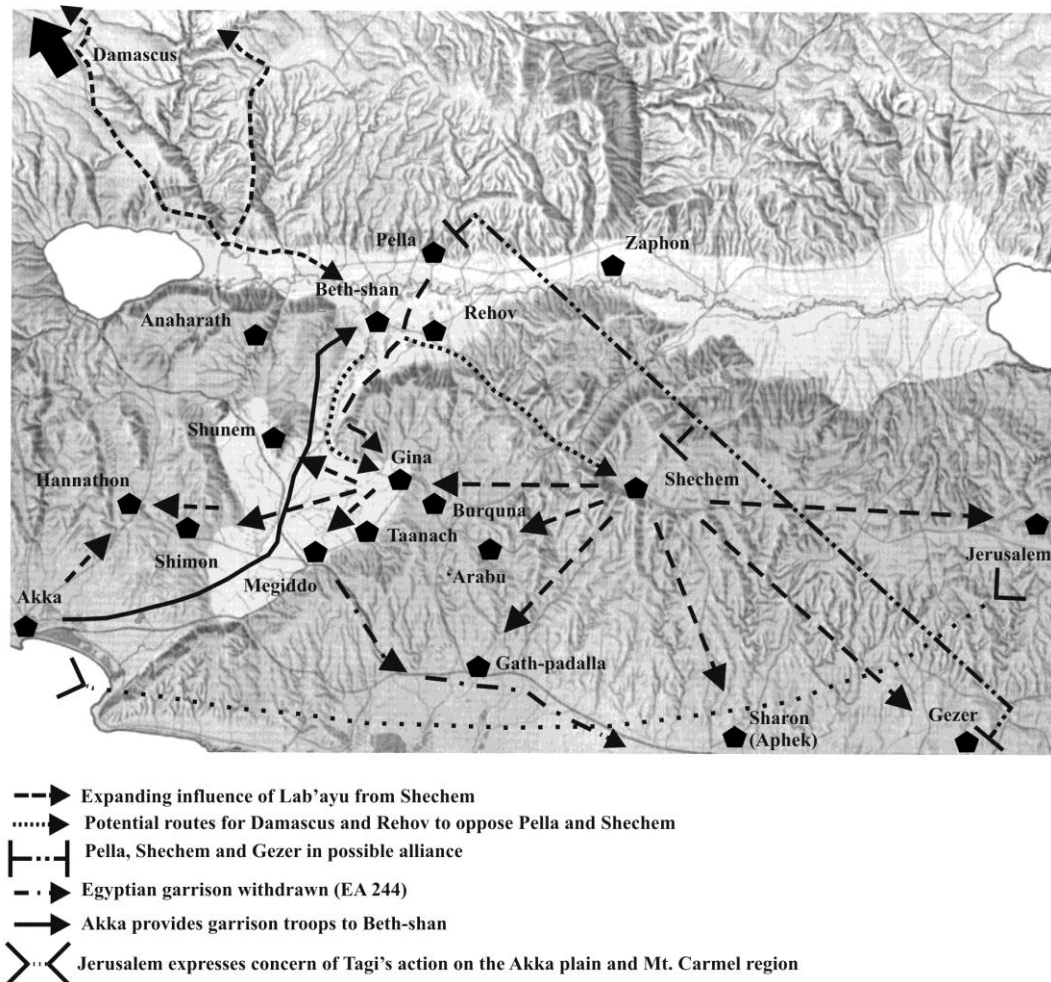 Damascus
Pella
Zaphon
Beth-shan
Rehov
Anaharath
Shunem
Gina
Shechem
Hannathon
Burquna
Shimon
Taanach
Jerusalem
Megiddo
‘Arabu
Akka
Gath-padalla
Sharon
(Aphek)
Gezer
Expanding influence of Lab’ayu from Shechem
Potential routes for Damascus and Rehov to oppose Pella and Shechem
Pella, Shechem and Gezer in possible alliance
Egyptian garrison withdrawn (EA 244)
Akka provides garrison troops to Beth-shan
Jerusalem expresses concern of Tagi’s action on the Akka plain and Mt. Carmel region